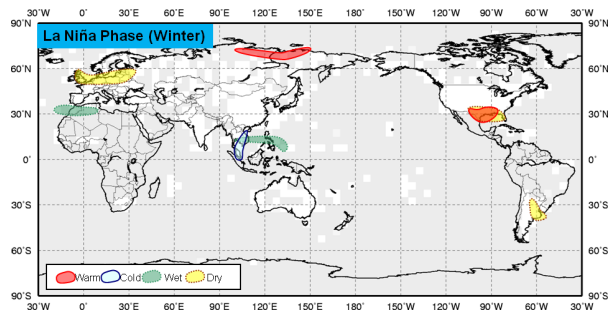 30˚W 0˚ 30˚E 60˚E 90˚E 120˚E 150˚E 180˚ 150˚W 120˚W 90˚W 60˚W 30˚W
90˚N 90˚N
La Niña Phase (Winter)
60˚N 60˚N
30˚N 30˚N
0˚ 0˚
30˚S 30˚S
60˚S 60˚S
Warm Cold Wet Dry
90˚S 90˚S
30˚W 0˚ 30˚E 60˚E 90˚E 120˚E 150˚E 180˚ 150˚W 120˚W 90˚W 60˚W 30˚W